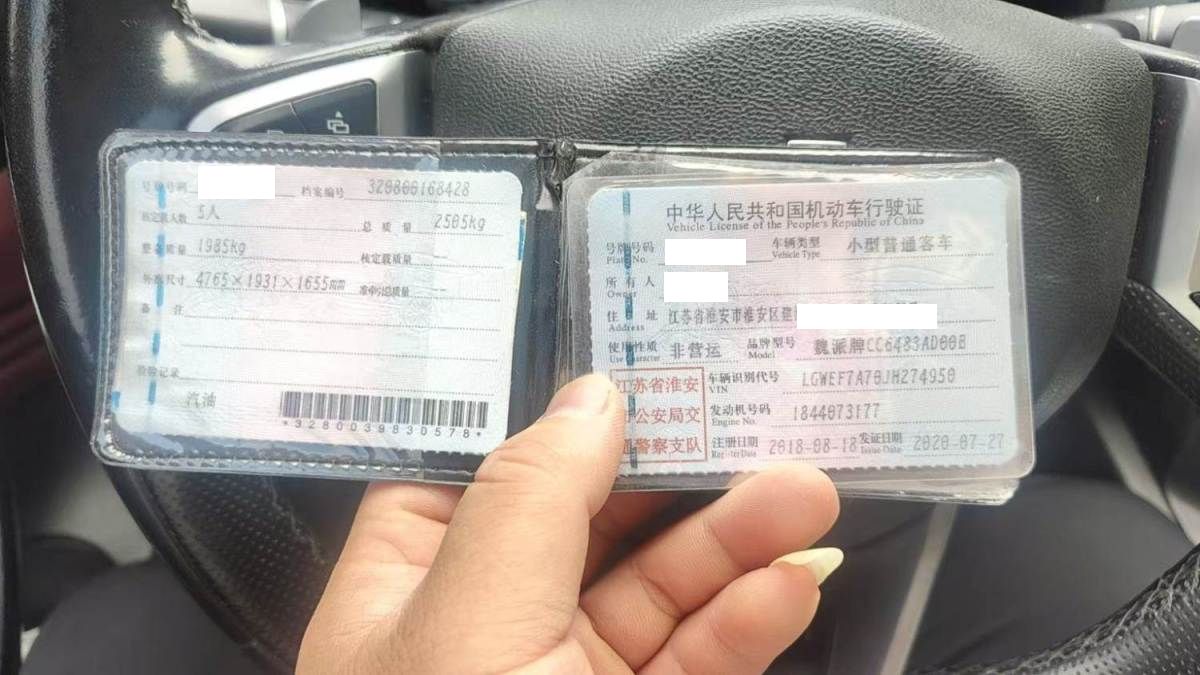 号牌号码 档案编号 320800168428
核定载人数 5人 总质量 2505kg
整备质量 1985kg 核定载质量 --
外廓尺寸 4765×1931×1655mm 准牵引总质量 --
备注
检验记录
汽油
*3280039830578*
中华人民共和国机动车行驶证
Vehicle License of the People's Republic of China
号牌号码 车辆类型 小型普通客车
Plate No. Vehicle Type
所有人
Owner
住址 江苏省淮安市淮安区
Address
使用性质 非营运 品牌型号 魏派牌CC6483AD00B
Use Character Model
江苏省淮安 车辆识别代号 LGWEF7A70JH274950
VIN
公安局交 发动机号码 1844073177
Engine No.
通警察支队 注册日期 2018-08-18 发证日期 2020-07-27
Register Date Issue Date